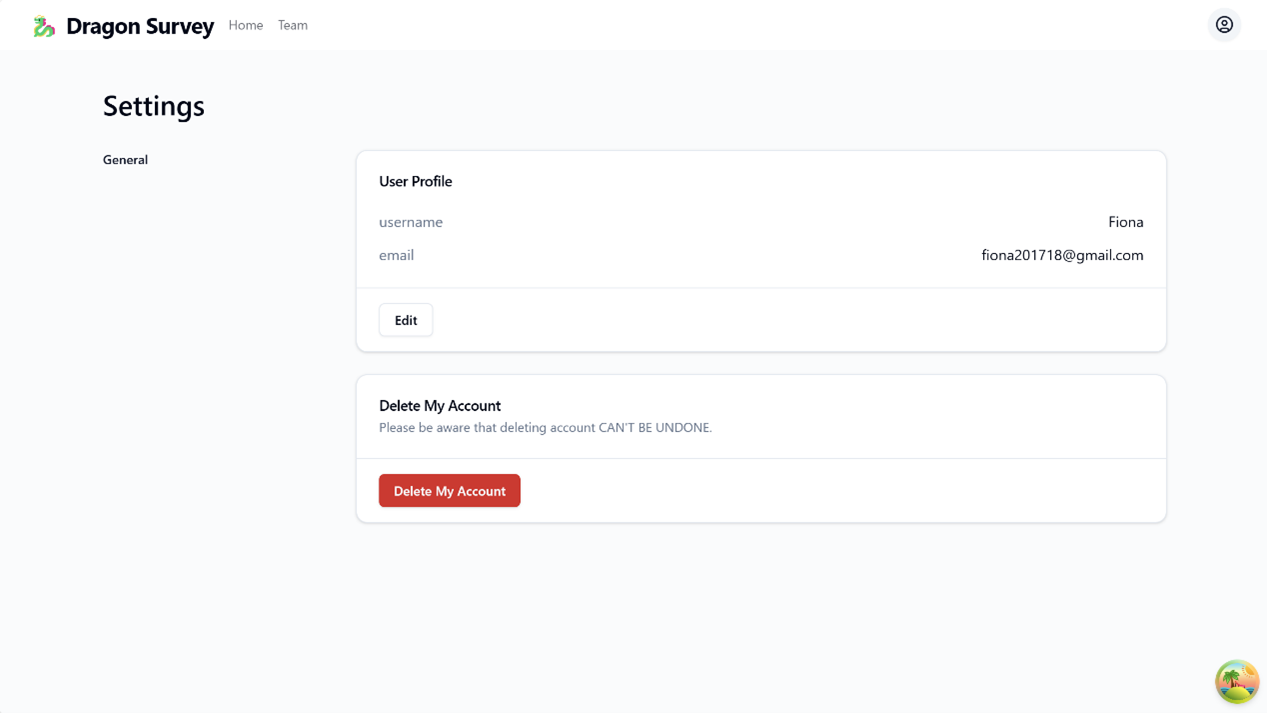 Dragon Survey Home Team
Settings
General
User Profile
username Fiona
email fiona201718@gmail.com
Edit
Delete My Account
Please be aware that deleting account CAN'T BE UNDONE.
Delete My Account